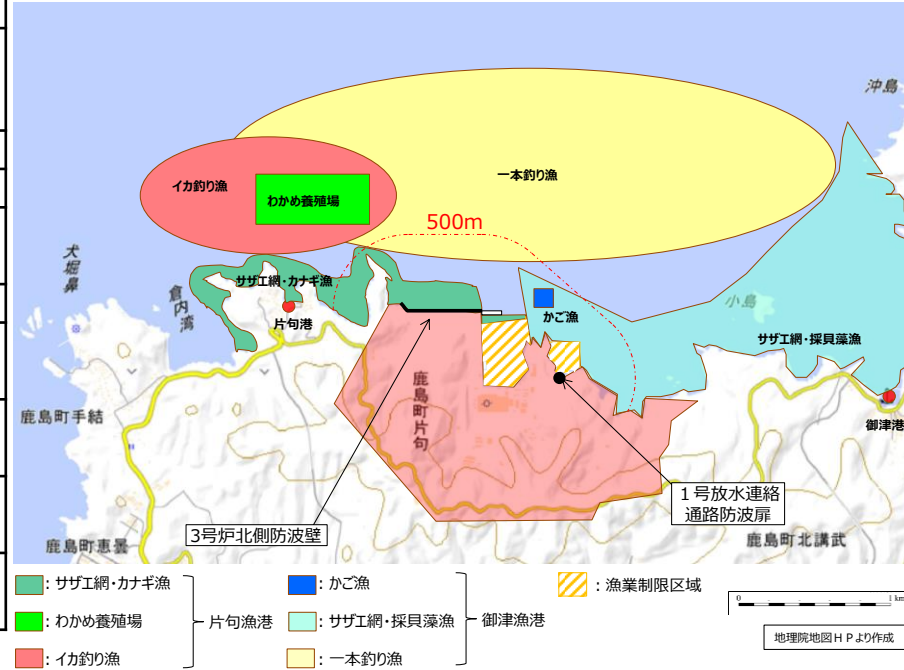 沖島
一本釣り漁
イカ釣り漁
わかめ養殖場
500m
犬堀鼻
倉内湾
サザエ網・カナギ漁
片句港
かご漁
小島
サザエ網・採貝藻漁
御津港
鹿島町手結
鹿島町片句
3号炉北側防波壁
1号放水連絡
通路防波扉
鹿島町恵曇
鹿島町北講武
:サザエ網・カナギ漁
:わかめ養殖場
:イカ釣り漁
片句漁港
:かご漁
:サザエ網・採貝藻漁
:一本釣り漁
御津漁港
:漁業制限区域
0 1 km
地理院地図HPより作成